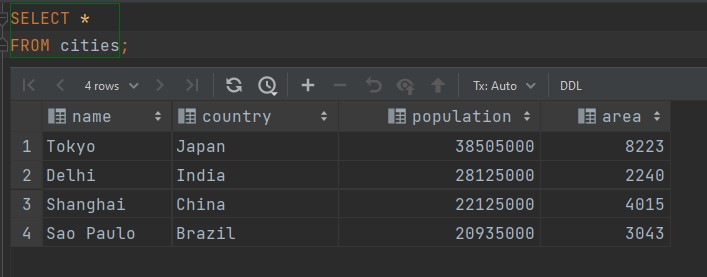 SELECT *
FROM cities;
4 rows Tx: Auto DDL
name country population area
1 Tokyo Japan 38505000 8223
2 Delhi India 28125000 2240
3 Shanghai China 22125000 4015
4 Sao Paulo Brazil 20935000 3043